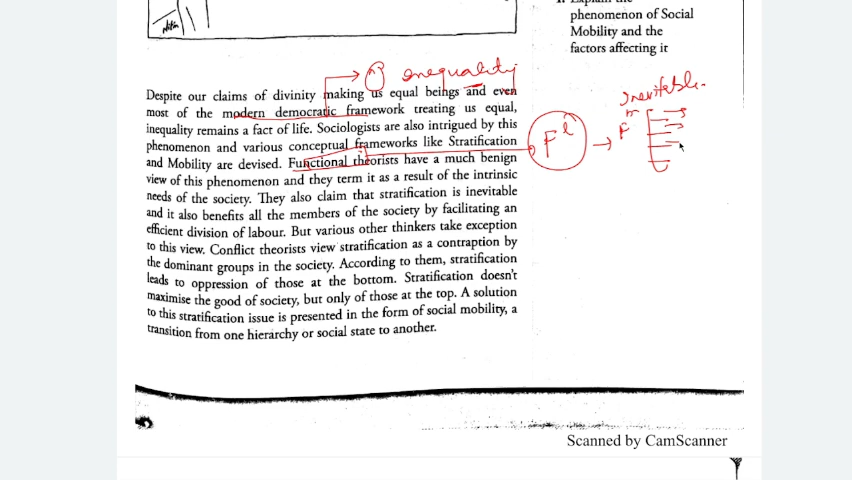 phenomenon of Social
Mobility and the
factors affecting it
inequality
Inevitable.
Despite our claims of divinity making us equal beings and even
most of the modern democratic framework treating us equal,
inequality remains a fact of life. Sociologists are also intrigued by this
phenomenon and various conceptual frameworks like Stratification
and Mobility are devised. Functional theorists have a much benign
view of this phenomenon and they term it as a result of the intrinsic
needs of the society. They also claim that stratification is inevitable
and it also benefits all the members of the society by facilitating an
efficient division of labour. But various other thinkers take exception
to this view. Conflict theorists view stratification as a contraption by
the dominant groups in the society. According to them, stratification
leads to oppression of those at the bottom. Stratification doesn't
maximise the good of society, but only of those at the top. A solution
to this stratification issue is presented in the form of social mobility, a
transition from one hierarchy or social state to another.
F
F
Scanned by CamScanner